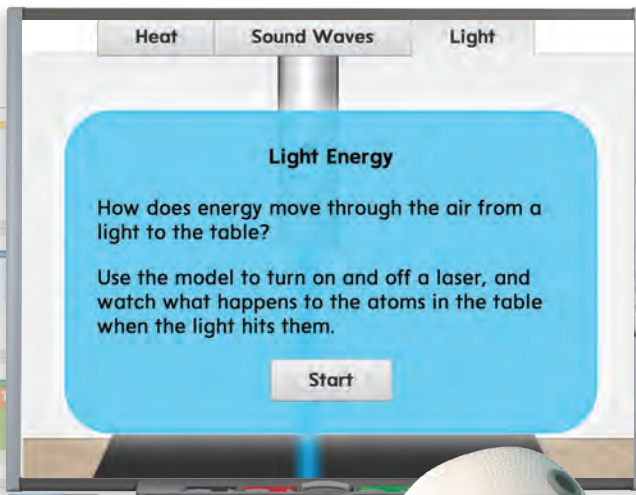 Heat Sound Waves Light
Light Energy
How does energy move through the air from a
light to the table?
Use the model to turn on and off a laser, and
watch what happens to the atoms in the table
when the light hits them.
Start